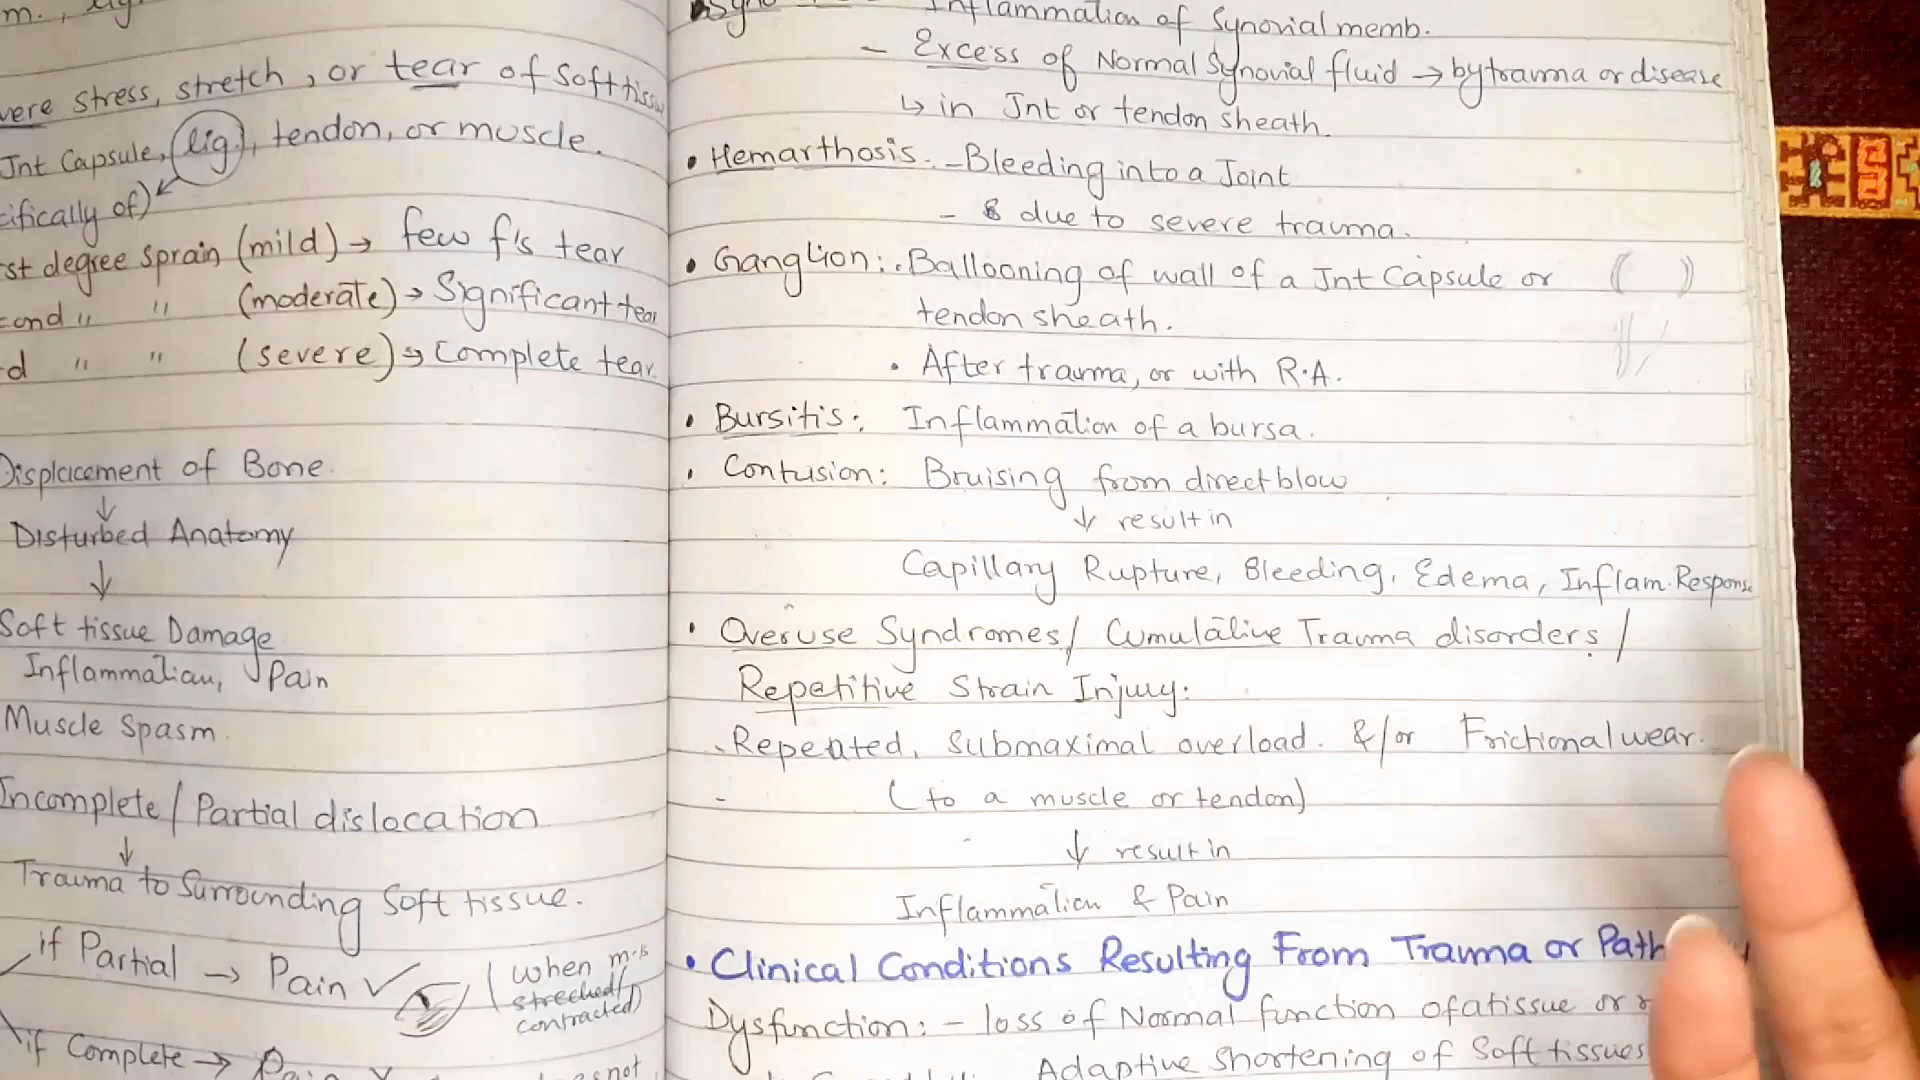 m.,
vere stress, stretch, or tear of Soft tissu
Jnt Capsule, (lig.), tendon, or muscle.
cifically of)
st degree sprain (mild) → few f's tear
cond " " (moderate) → Significant tear
d " " (severe) → Complete tear.
Displacement of Bone.
↓
Disturbed Anatomy
↓
Soft tissue Damage
Inflammation, Pain
Muscle Spasm.
Incomplete / Partial dislocation
↓
Trauma to Surrounding Soft tissue.
if Partial → Pain ✓ (when m.s
streched/
contracted)
if Complete → Pain
not
Inflammation of Synovial memb.
- Excess of Normal Synovial fluid → by trauma or disease
↳ in Jnt or tendon sheath.
• Hemarthosis: - Bleeding into a Joint
- due to severe trauma.
• Ganglion: . Ballooning of wall of a Jnt Capsule or ( )
tendon sheath.
• After trauma, or with R.A.
• Bursitis: Inflammation of a bursa.
• Contusion: Bruising from direct blow
↓ result in
Capillary Rupture, Bleeding, Edema, Inflam. Response
• Overuse Syndromes / Cumulative Trauma disorders /
Repetitive Strain Injury:
Repeated, submaximal overload. &/or Frictional wear.
- (to a muscle or tendon)
↓ result in
Inflammation & Pain
• Clinical Conditions Resulting From Trauma or Path
Dysfunction: - loss of Normal function of a tissue or r
Adaptive Shortening of Soft tissues